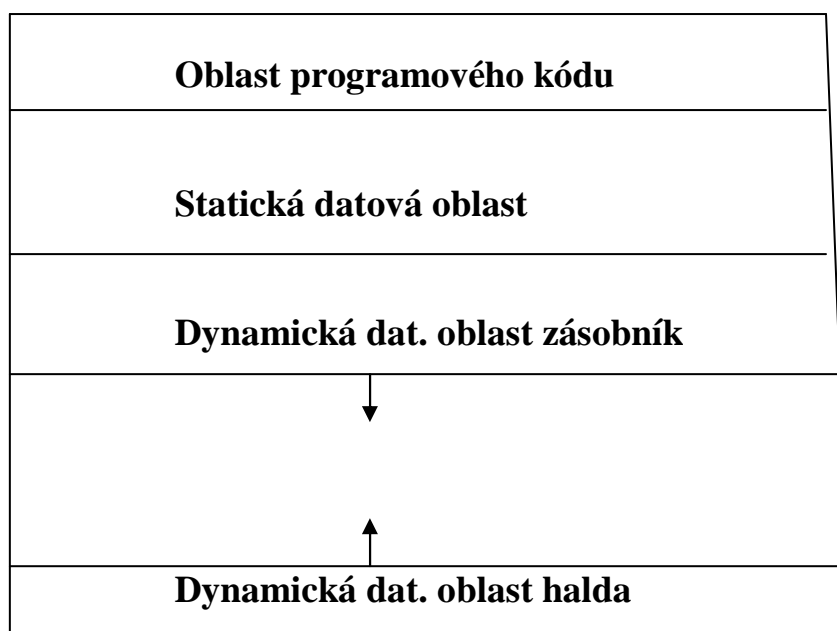 Oblast programového kódu
Statická datová oblast
Dynamická dat. oblast zásobník
Dynamická dat. oblast halda